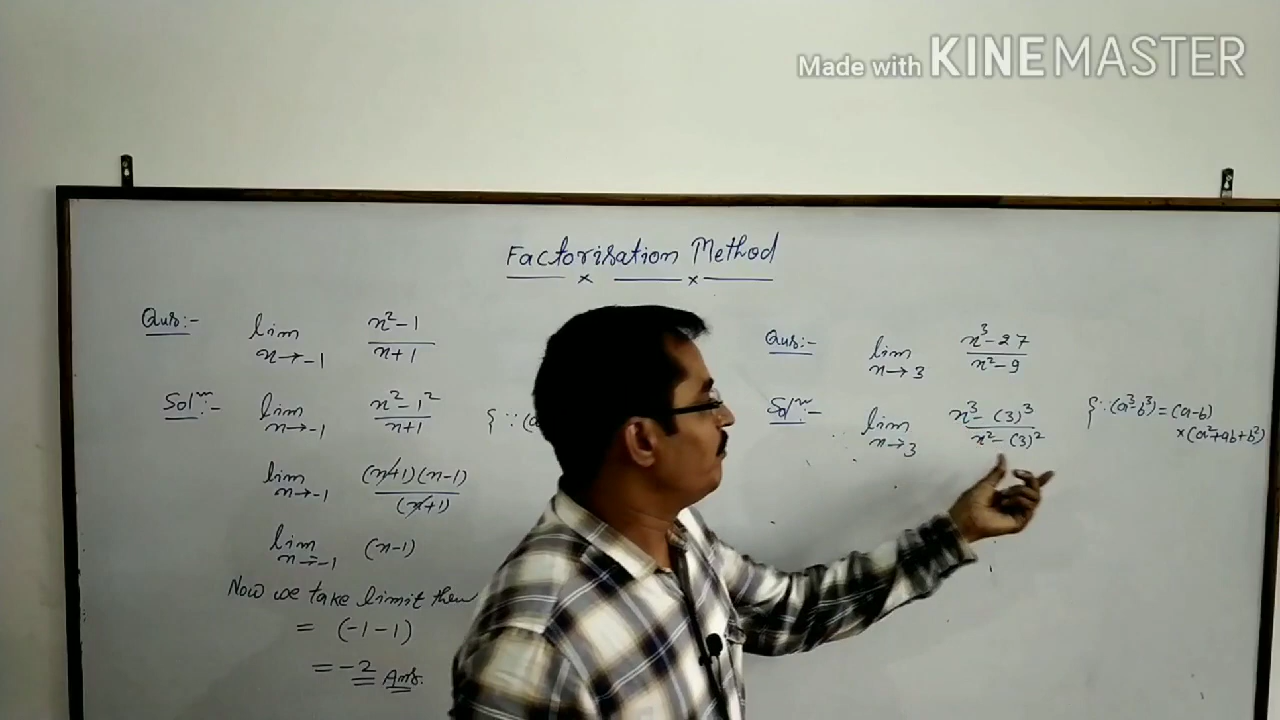 Made with KINEMASTER
Factorisation Method
Qus:- lim x→-1 x²-1/x+1
Solⁿ:- lim x→-1 x²-1²/x+1 {∵(a
lim x→-1 (x+1)(x-1)/(x+1)
lim x→-1 (x-1)
Now we take limit then
= (-1-1)
= -2 Ans.
Qus:- lim x→3 x³-27/x²-9
Solⁿ:- lim x→3 x³-(3)³/x²-(3)² {∵(a³-b³)=(a-b)
×(a²+ab+b²)